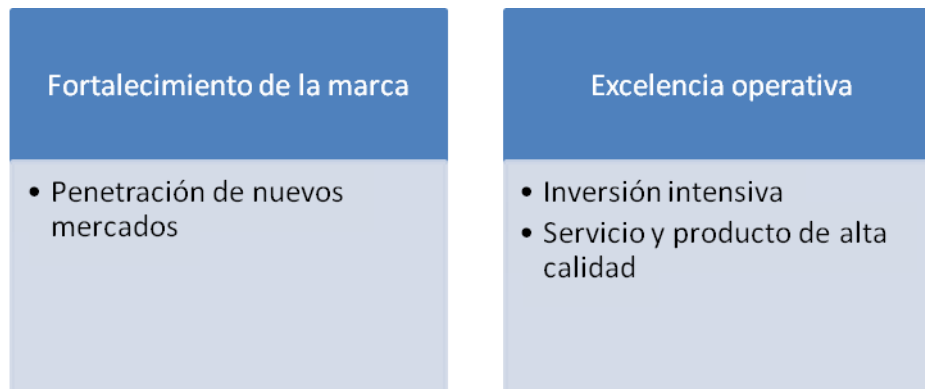 Fortalecimiento de la marca
• Penetración de nuevos
mercados
Excelencia operativa
• Inversión intensiva
• Servicio y producto de alta
calidad